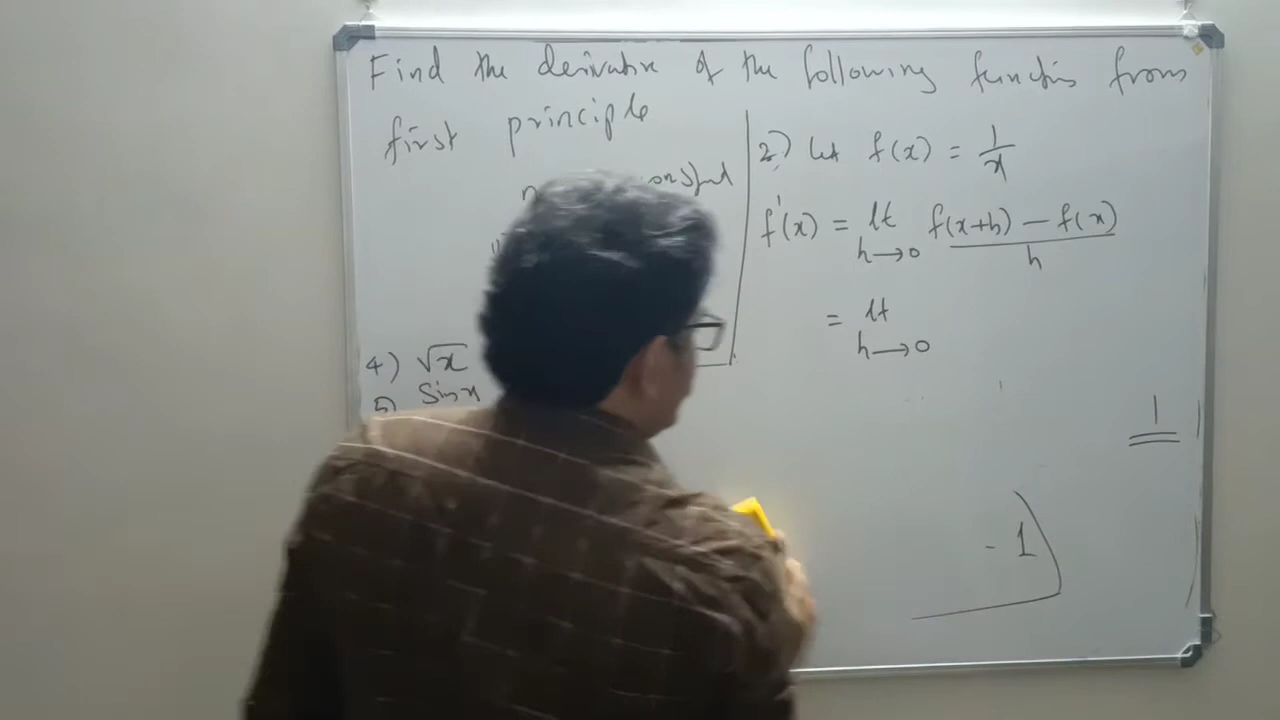 Find the derivative of the following functions from
first principle
4) √x
5) Sin x
2) let f(x) = 1/x
f'(x) = lt h→0 f(x+h) − f(x) / h
= lt h→0
1
- 1